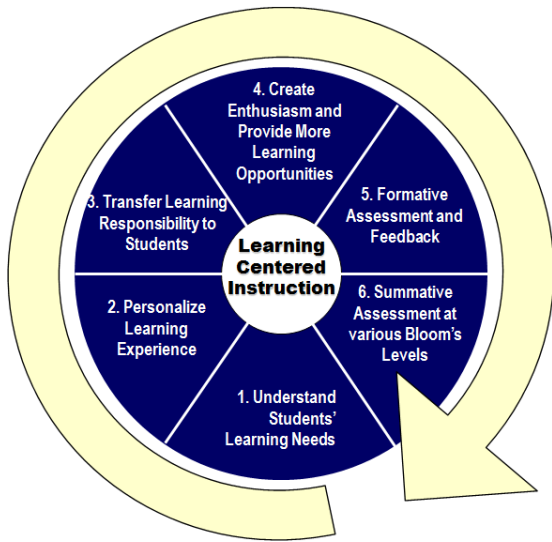 4. Create
Enthusiasm and
Provide More
Learning
Opportunities
3. Transfer Learning
Responsibility to
Students
5. Formative
Assessment and
Feedback
Learning
Centered
Instruction
2. Personalize
Learning
Experience
6. Summative
Assessment at
various Bloom's
Levels
1. Understand
Students'
Learning Needs